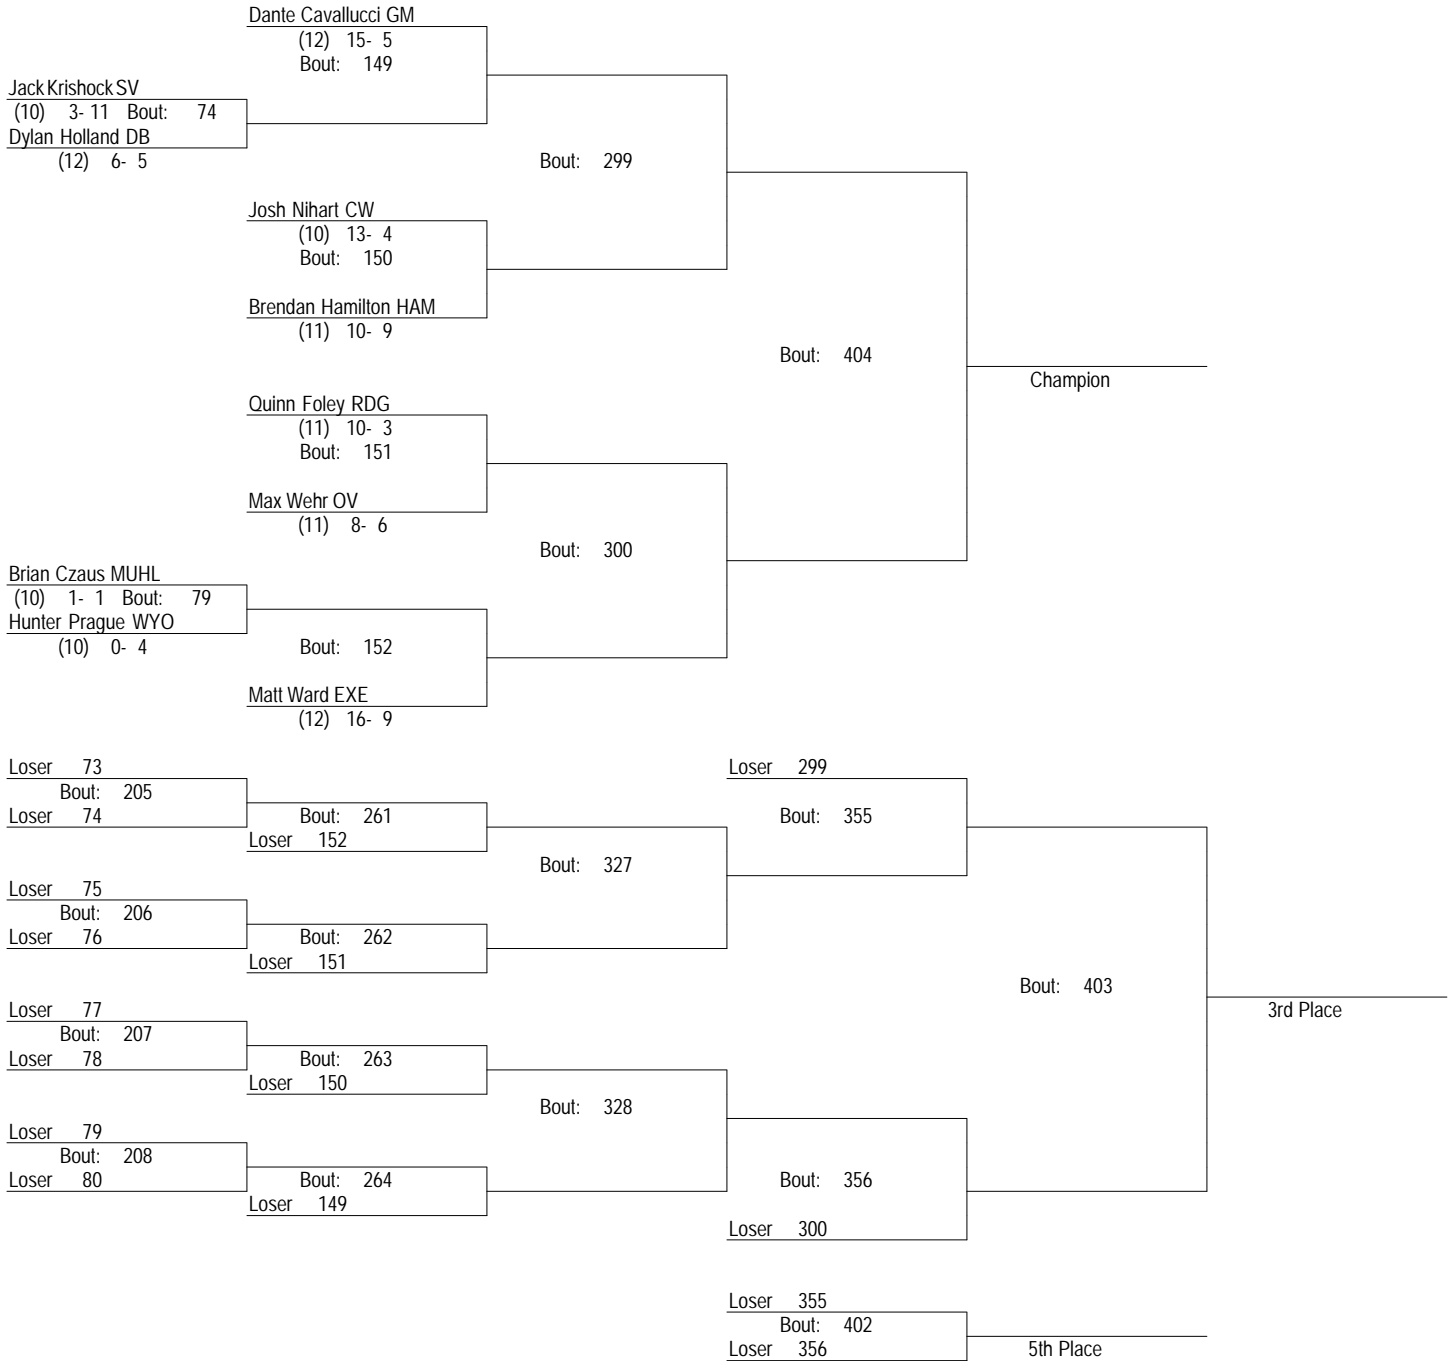 Dante Cavallucci GM
(12) 15- 5
Bout: 149
Jack Krishock SV
(10) 3- 11 Bout: 74
Dylan Holland DB
(12) 6- 5
Bout: 299
Josh Nihart CW
(10) 13- 4
Bout: 150
Brendan Hamilton HAM
(11) 10- 9
Bout: 404
Champion
Quinn Foley RDG
(11) 10- 3
Bout: 151
Max Wehr OV
(11) 8- 6
Bout: 300
Brian Czaus MUHL
(10) 1- 1 Bout: 79
Hunter Prague WYO
(10) 0- 4
Bout: 152
Matt Ward EXE
(12) 16- 9
Loser 73
Bout: 205
Loser 74
Bout: 261
Loser 152
Loser 299
Bout: 355
Bout: 327
Loser 75
Bout: 206
Loser 76
Bout: 262
Loser 151
Bout: 403
3rd Place
Loser 77
Bout: 207
Loser 78
Bout: 263
Loser 150
Bout: 328
Loser 79
Bout: 208
Loser 80
Bout: 264
Loser 149
Bout: 356
Loser 300
Loser 355
Bout: 402
Loser 356
5th Place